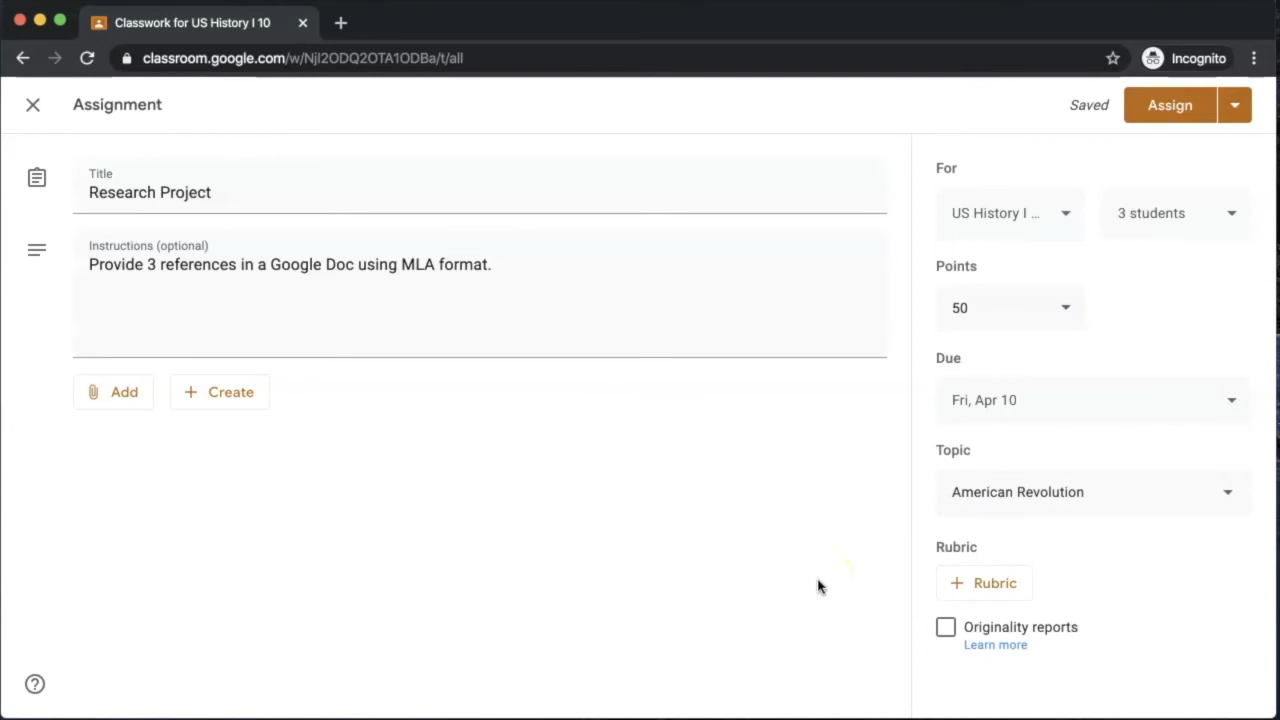 Classwork for US History I 10
classroom.google.com/w/NjI2ODQ2OTA1ODBa/t/all
Incognito
Assignment
Saved
Assign
Title
Research Project
Instructions (optional)
Provide 3 references in a Google Doc using MLA format.
Add
Create
For
US History I ...
3 students
Points
50
Due
Fri, Apr 10
Topic
American Revolution
Rubric
Rubric
Originality reports
Learn more